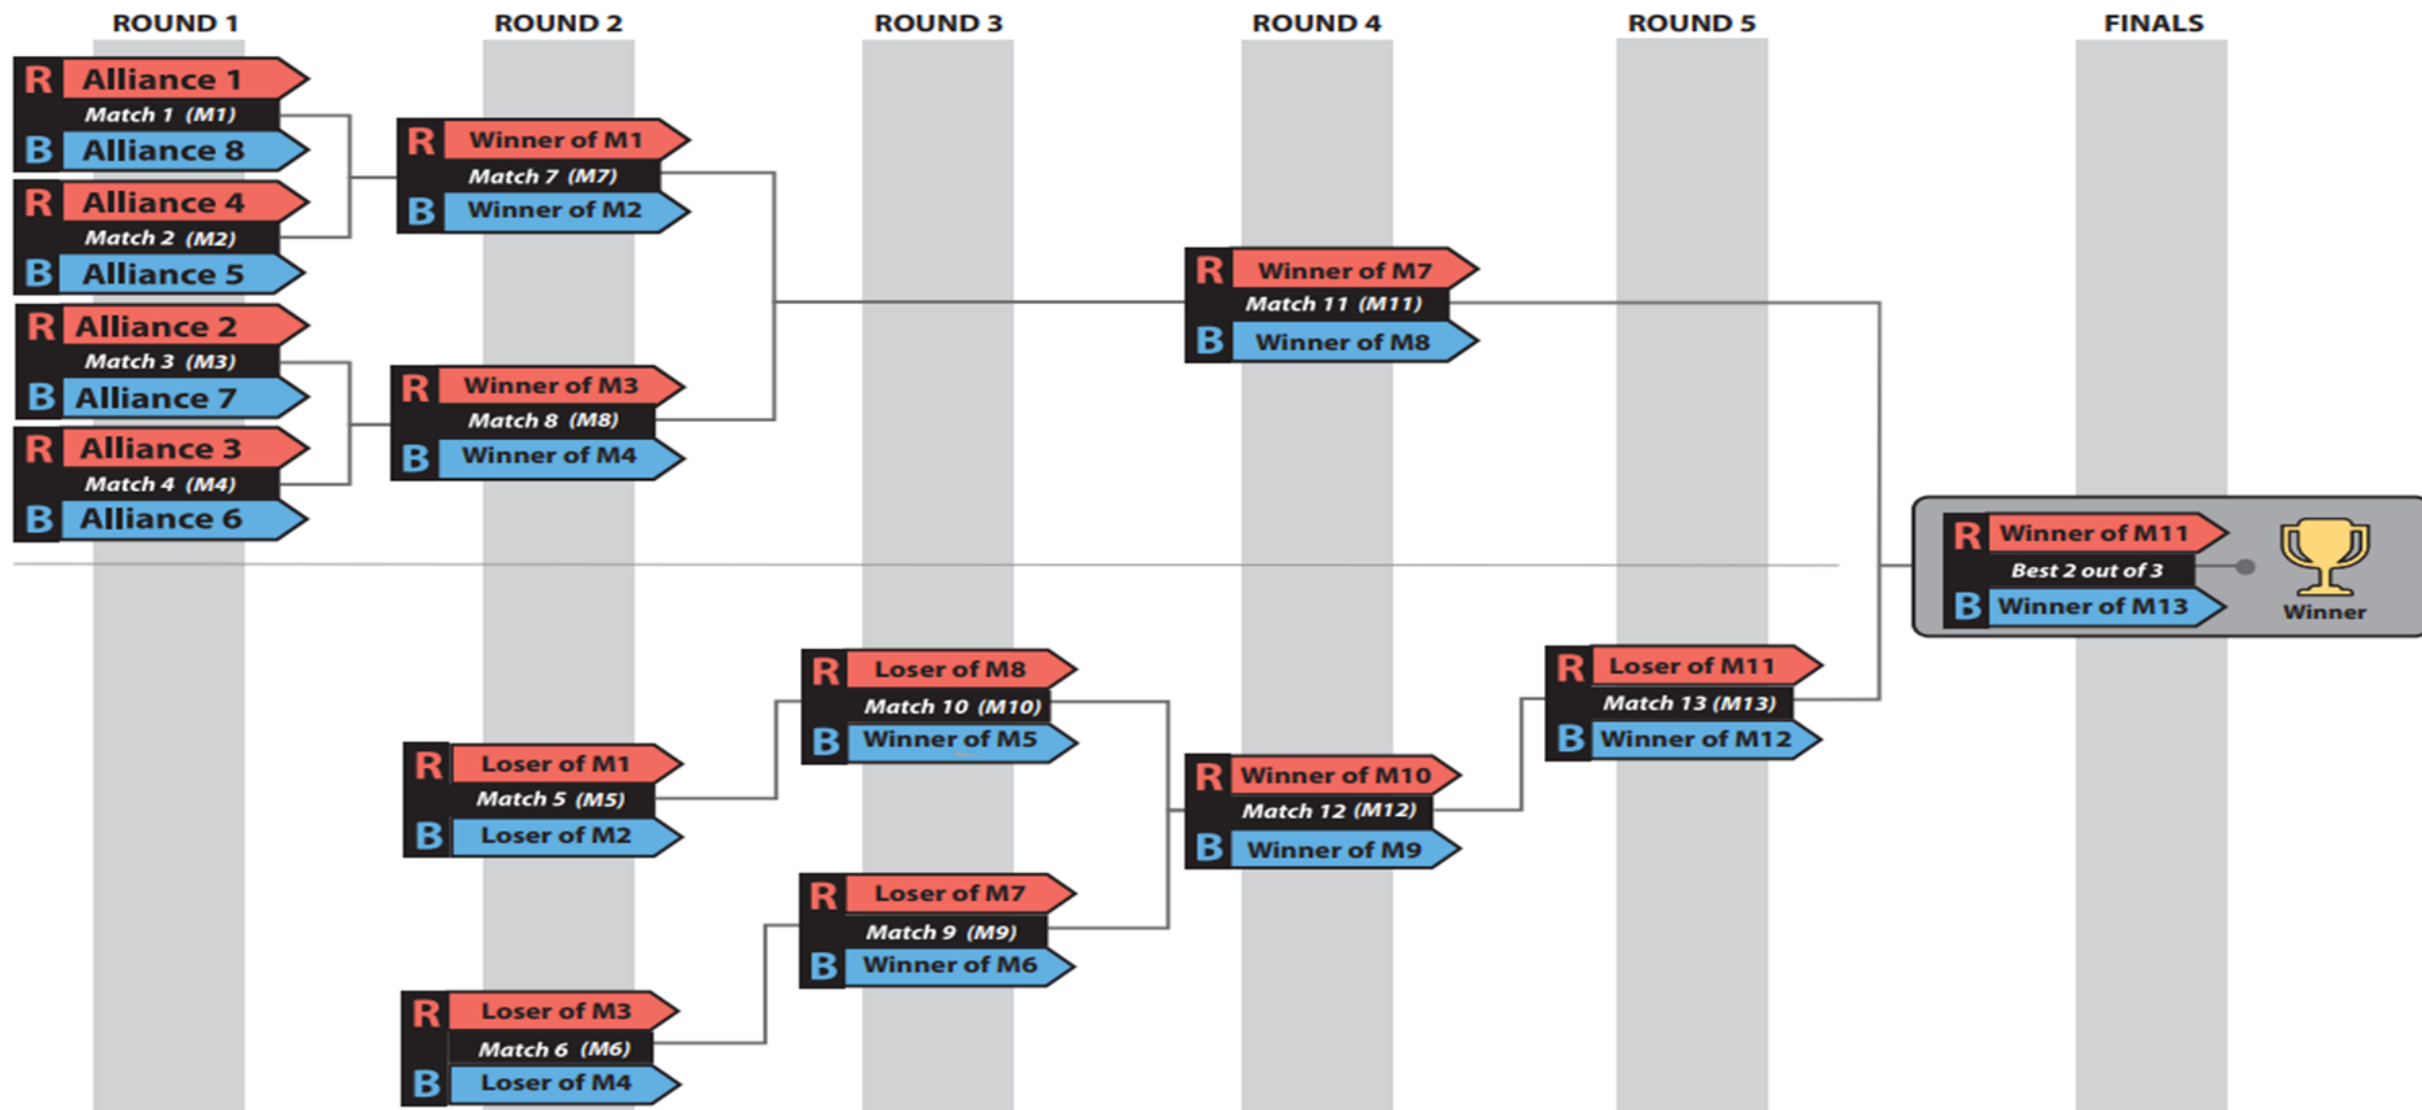 ROUND 1
ROUND 2
ROUND 3
ROUND 4
ROUND 5
FINALS
R Alliance 1
Match 1 (M1)
B Alliance 8
R Alliance 4
Match 2 (M2)
B Alliance 5
R Alliance 2
Match 3 (M3)
B Alliance 7
R Alliance 3
Match 4 (M4)
B Alliance 6
R Winner of M1
Match 7 (M7)
B Winner of M2
R Winner of M3
Match 8 (M8)
B Winner of M4
R Loser of M1
Match 5 (M5)
B Loser of M2
R Loser of M3
Match 6 (M6)
B Loser of M4
R Loser of M8
Match 10 (M10)
B Winner of M5
R Loser of M7
Match 9 (M9)
B Winner of M6
R Winner of M7
Match 11 (M11)
B Winner of M8
R Winner of M10
Match 12 (M12)
B Winner of M9
R Loser of M11
Match 13 (M13)
B Winner of M12
R Winner of M11
Best 2 out of 3
B Winner of M13
Winner